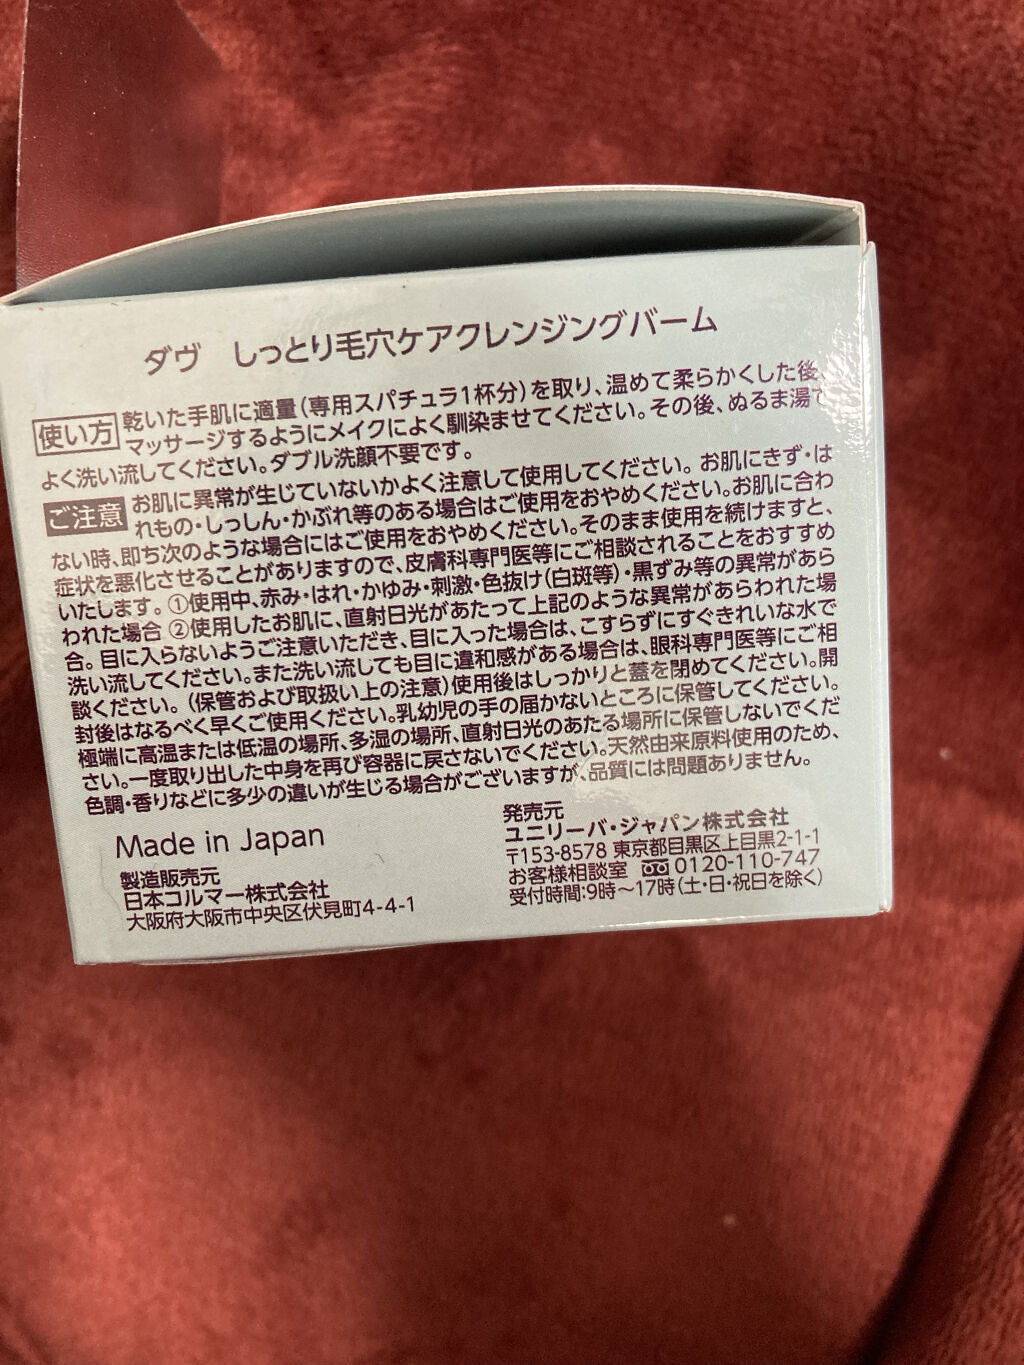 ダヴ しっとり毛穴ケアクレンジングバーム
使い方 乾いた手肌に適量(専用スパチュラ1杯分)を取り、温めて柔らかくした後、
マッサージするようにメイクによく馴染ませてください。その後、ぬるま湯で
よく洗い流してください。ダブル洗顔不要です。
ご注意 お肌に異常が生じていないかよく注意して使用してください。お肌にきず・は
れもの・しっしん・かぶれ等のある場合はご使用をおやめください。お肌に合わ
ない時、即ち次のような場合にはご使用をおやめください。そのまま使用を続けますと、
症状を悪化させることがありますので、皮膚科専門医等にご相談されることをおすすめ
いたします。①使用中、赤み・はれ・かゆみ・刺激・色抜け(白斑等)・黒ずみ等の異常があら
われた場合 ②使用したお肌に、直射日光があたって上記のような異常があらわれた場
合。目に入らないようご注意いただき、目に入った場合は、こすらずにすぐきれいな水で
洗い流してください。また洗い流しても目に違和感がある場合は、眼科専門医等にご相
談ください。(保管および取扱い上の注意)使用後はしっかりと蓋を閉めてください。開
封後はなるべく早くご使用ください。乳幼児の手の届かないところに保管してください。
極端に高温または低温の場所、多湿の場所、直射日光のあたる場所に保管しないでくだ
さい。一度取り出した中身を再び容器に戻さないでください。天然由来原料使用のため、
色調・香りなどに多少の違いが生じる場合がございますが、品質には問題ありません。
Made in Japan
製造販売元
日本コルマー株式会社
大阪府大阪市中央区伏見町4-4-1
発売元
ユニリーバ・ジャパン株式会社
〒153-8578 東京都目黒区上目黒2-1-1
お客様相談室 0120-110-747
受付時間:9時～17時(土・日・祝日を除く)